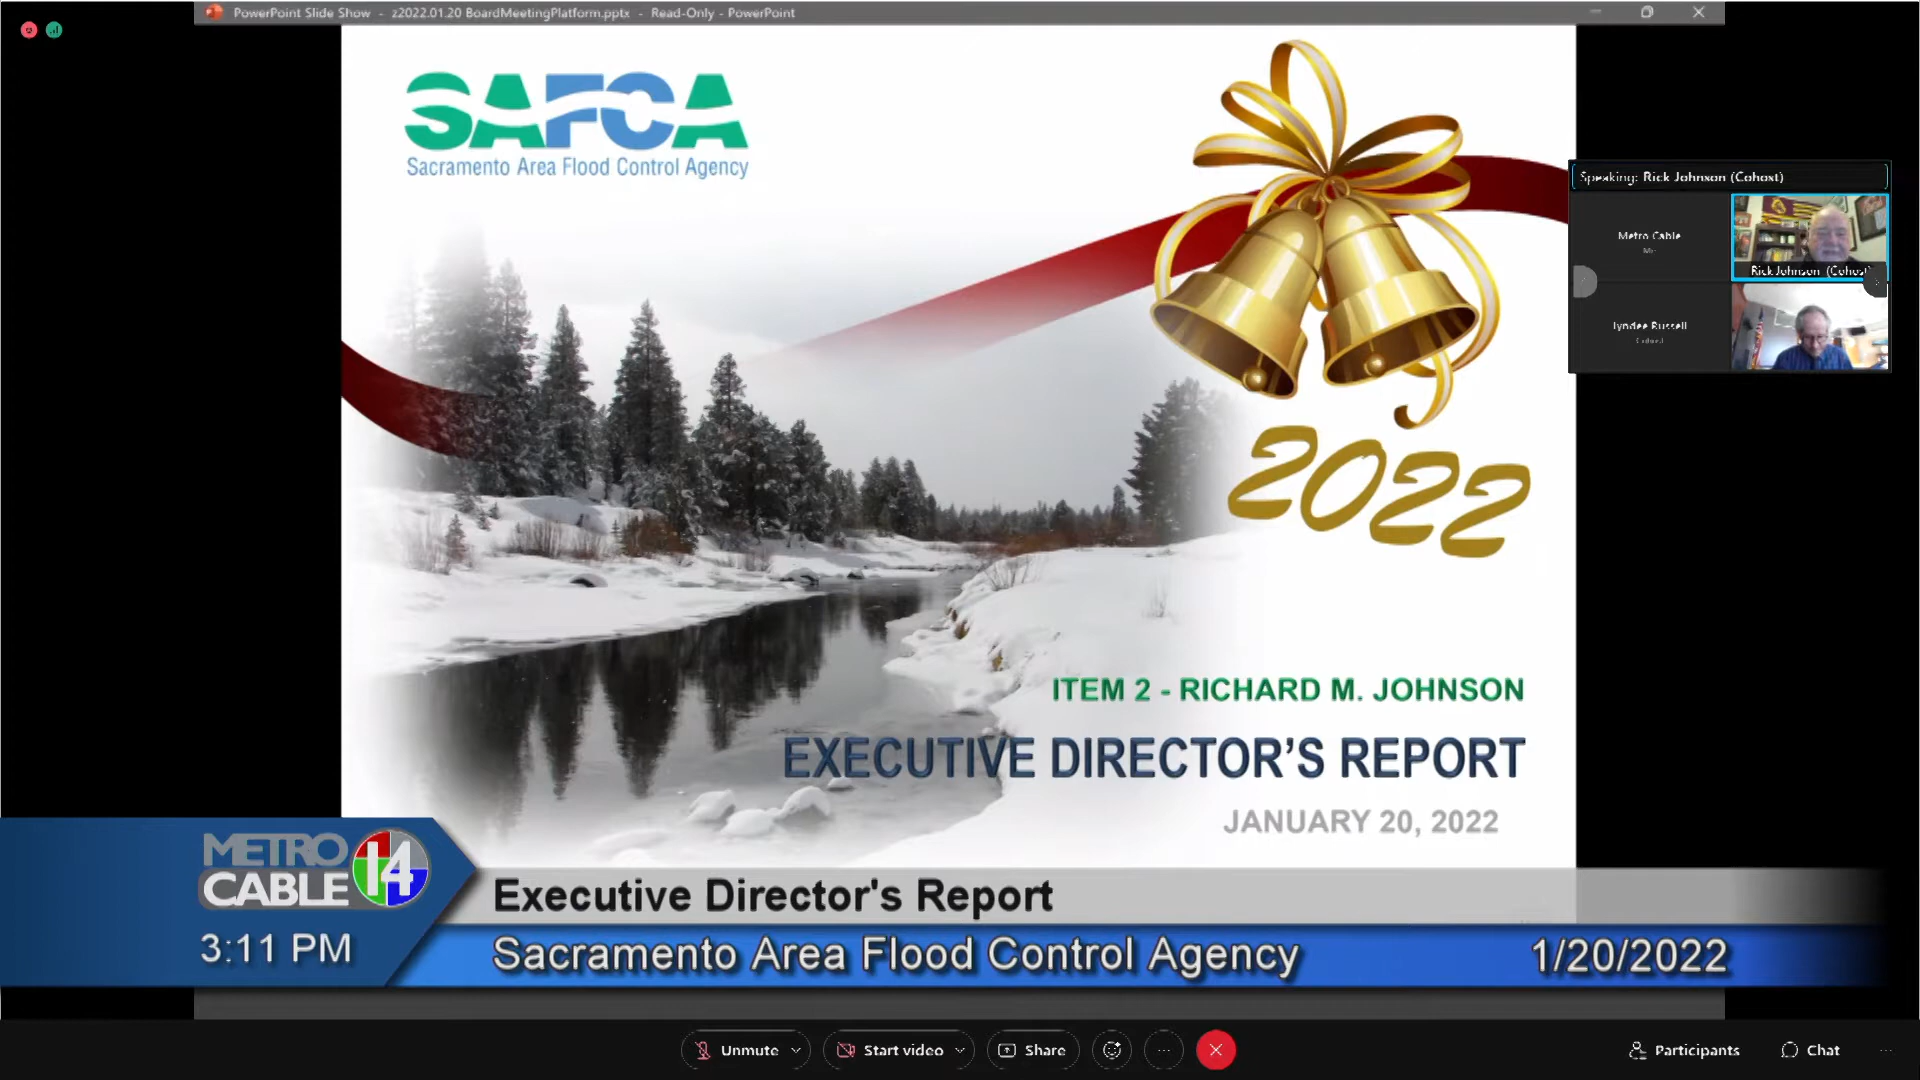 PowerPoint Slide Show - z2022.01.20 BoardMeetingPlatform.pptx - Read-Only - PowerPoint
SAFCA
Sacramento Area Flood Control Agency
Speaking: Rick Johnson (Cohost)
Metro Cable
Rick Johnson (Cohost)
Lyndee Russell
2022
ITEM 2 - RICHARD M. JOHNSON
EXECUTIVE DIRECTOR'S REPORT
JANUARY 20, 2022
METRO
CABLE 14
3:11 PM
Executive Director's Report
Sacramento Area Flood Control Agency
1/20/2022
Unmute
Start video
Share
Participants
Chat